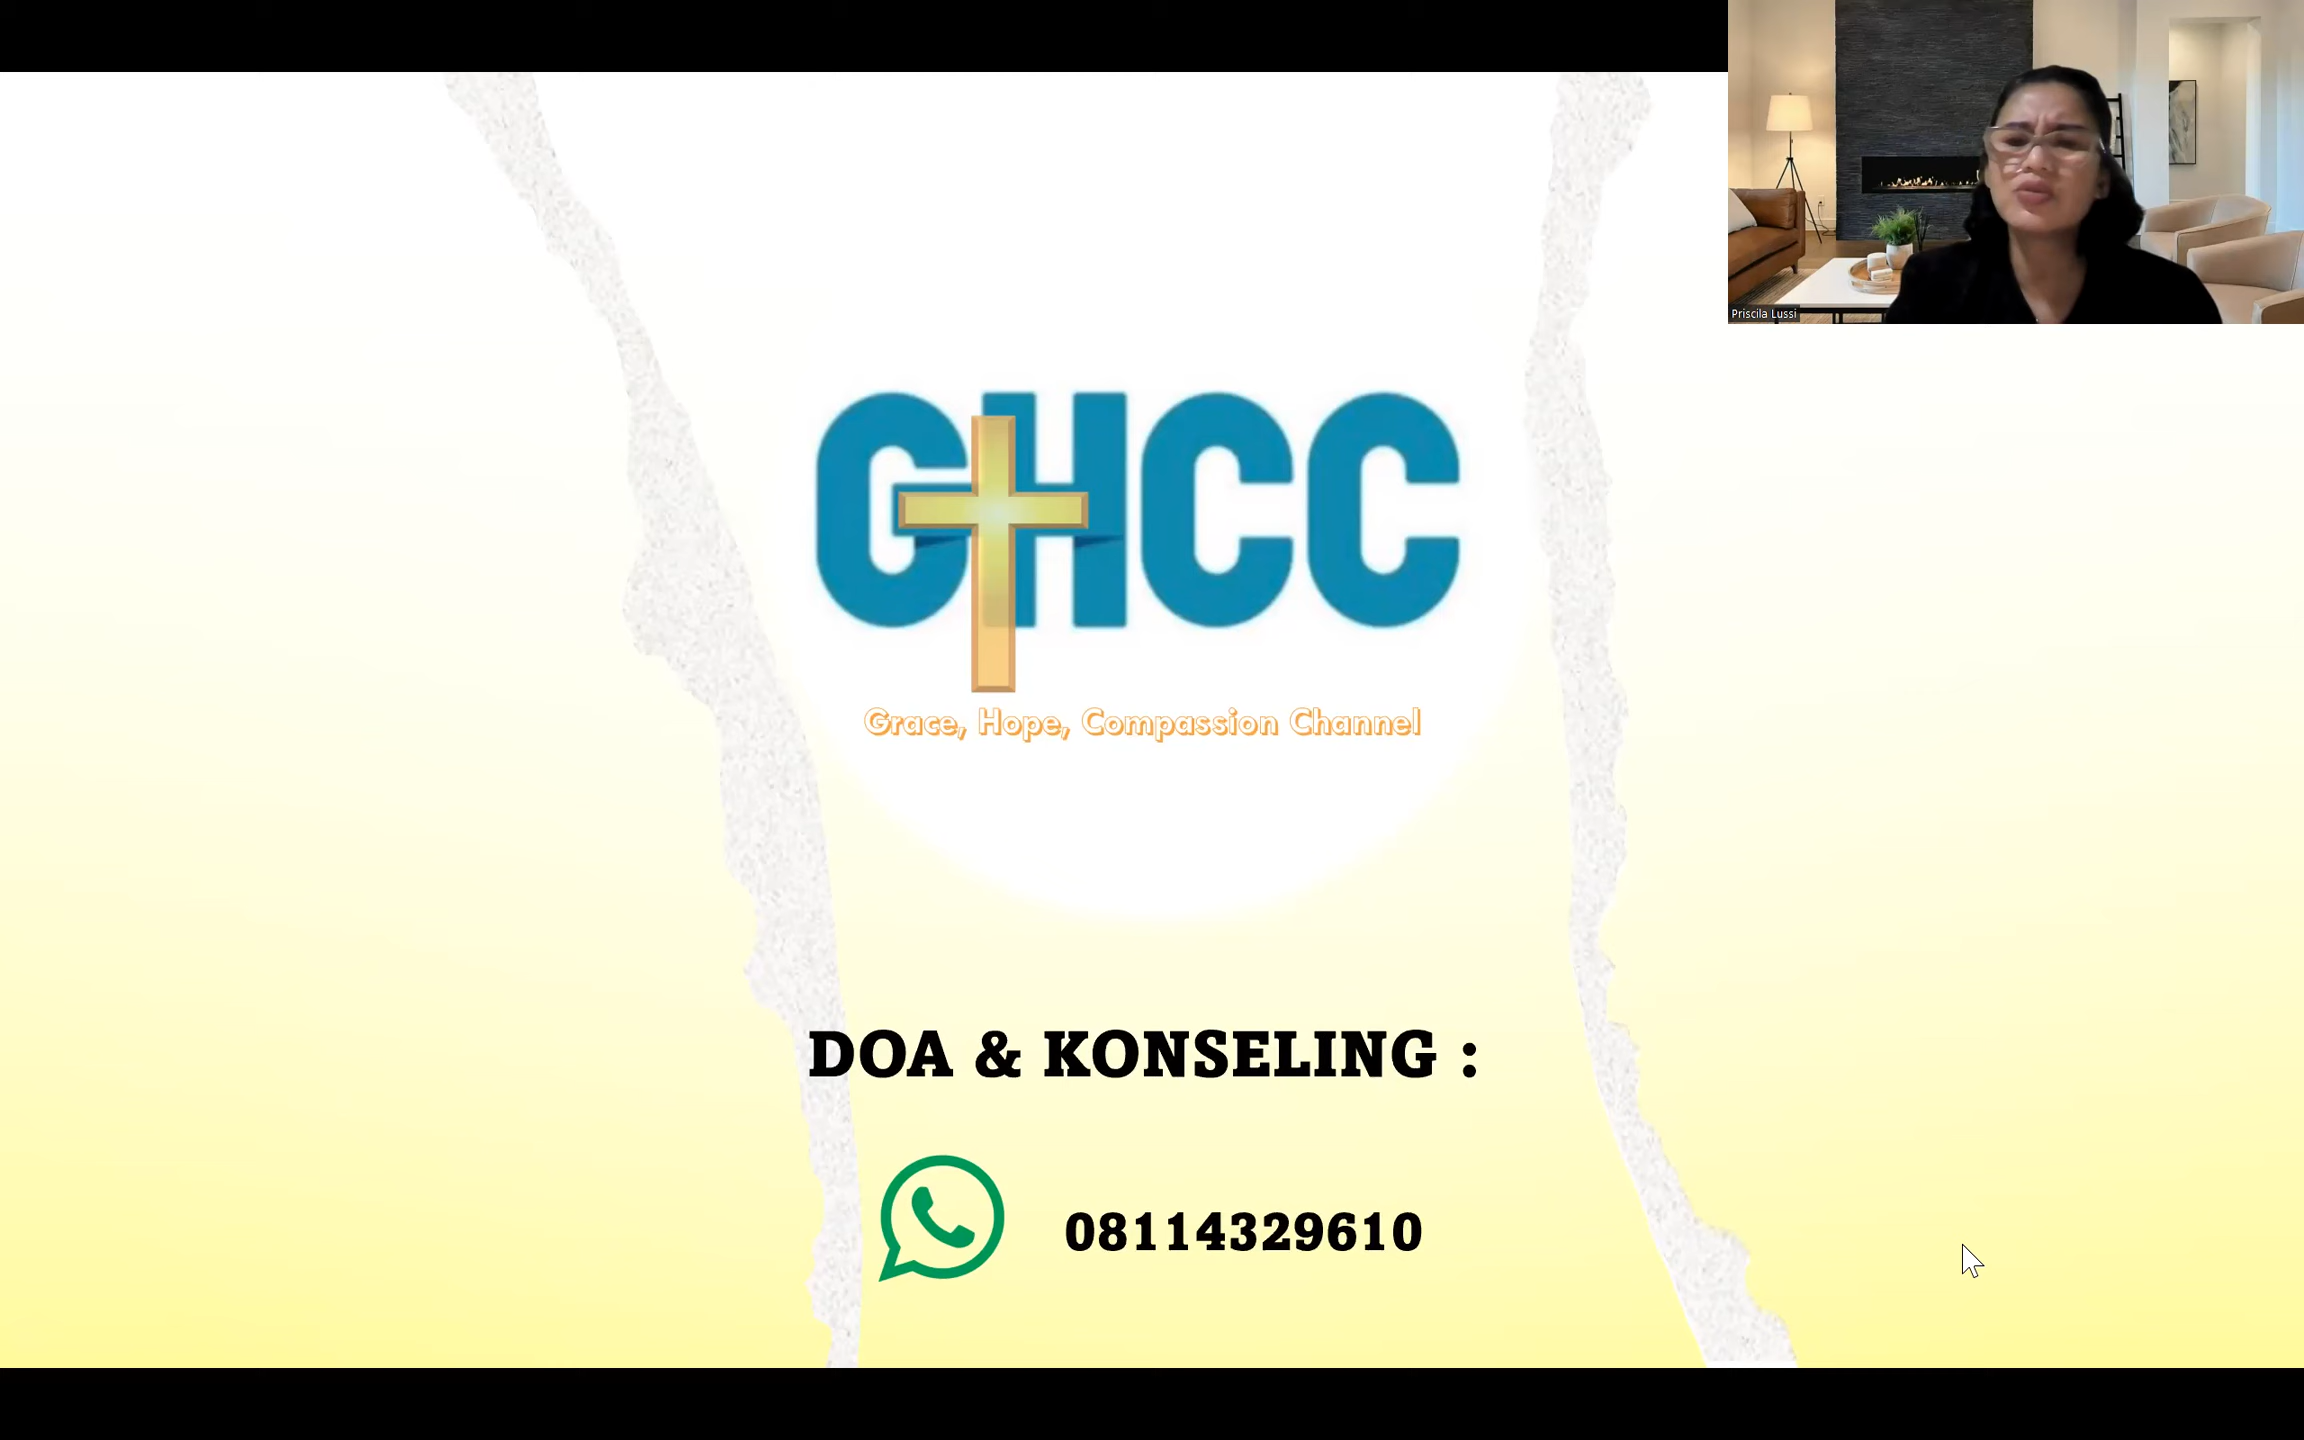 Priscila Lussi
GHCC
Grace, Hope, Compassion Channel
DOA & KONSELING :
08114329610